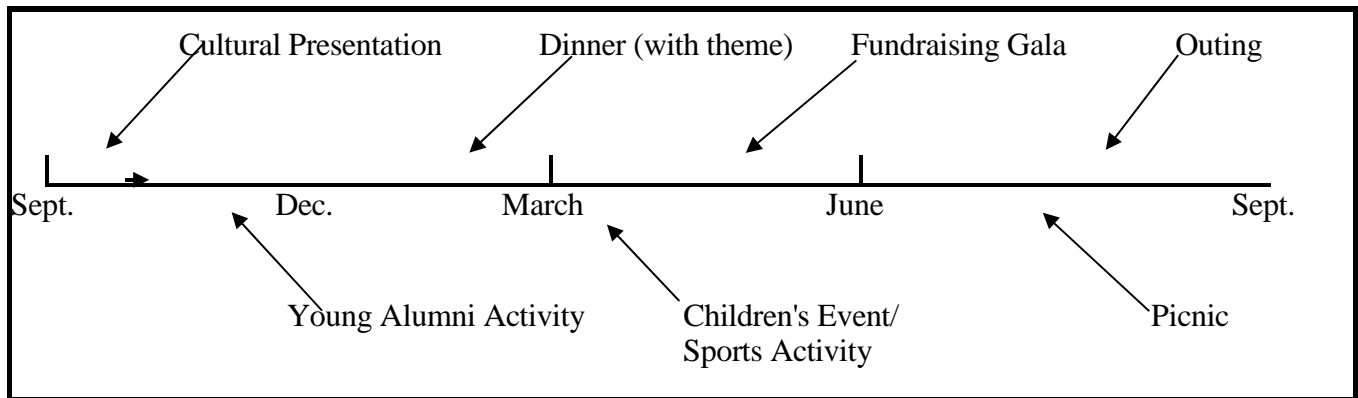 Cultural Presentation Dinner (with theme) Fundraising Gala Outing
Sept. Dec. March June Sept.
Young Alumni Activity Children's Event/ Picnic
Sports Activity